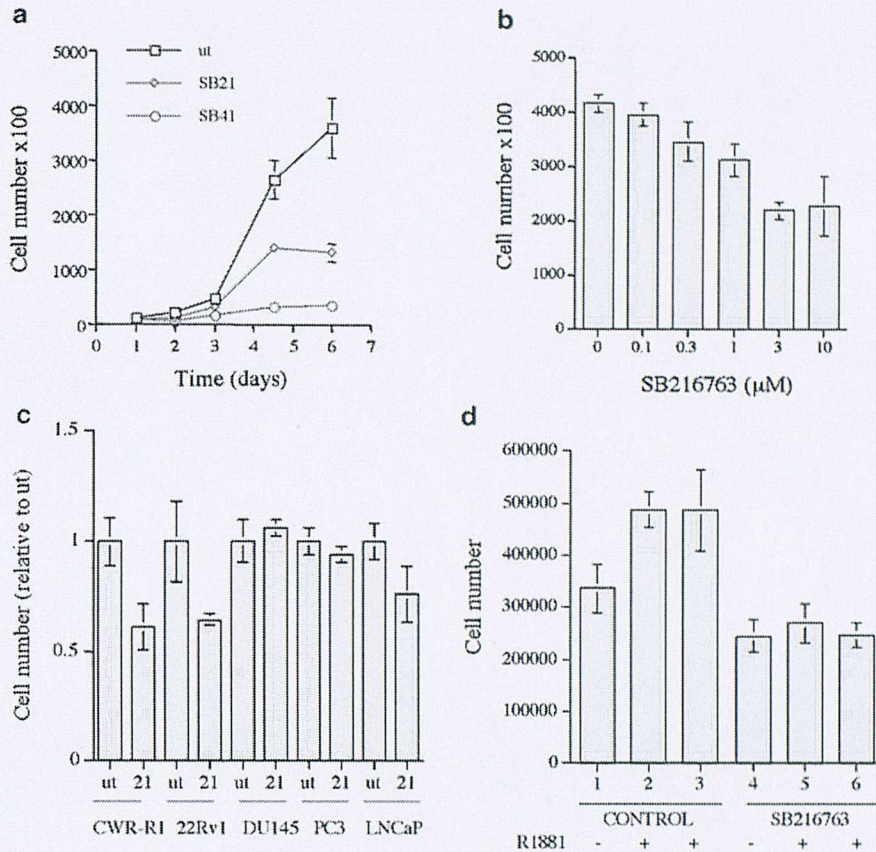 a
ut
SB21
SB41
5000
4000
3000
2000
1000
0
Cell number x100
0 1 2 3 4 5 6 7
Time (days)
b
5000
4000
3000
2000
1000
0
Cell number x100
0 0.1 0.3 1 3 10
SB216763 (μM)
c
1.5
1
0.5
0
Cell number (relative to ut)
ut 21 ut 21 ut 21 ut 21 ut 21
CWR-R1 22Rv1 DU145 PC3 LNCaP
d
600000
500000
400000
300000
200000
100000
0
Cell number
1 2 3 4 5 6
CONTROL SB216763
R1881 - + + - + +